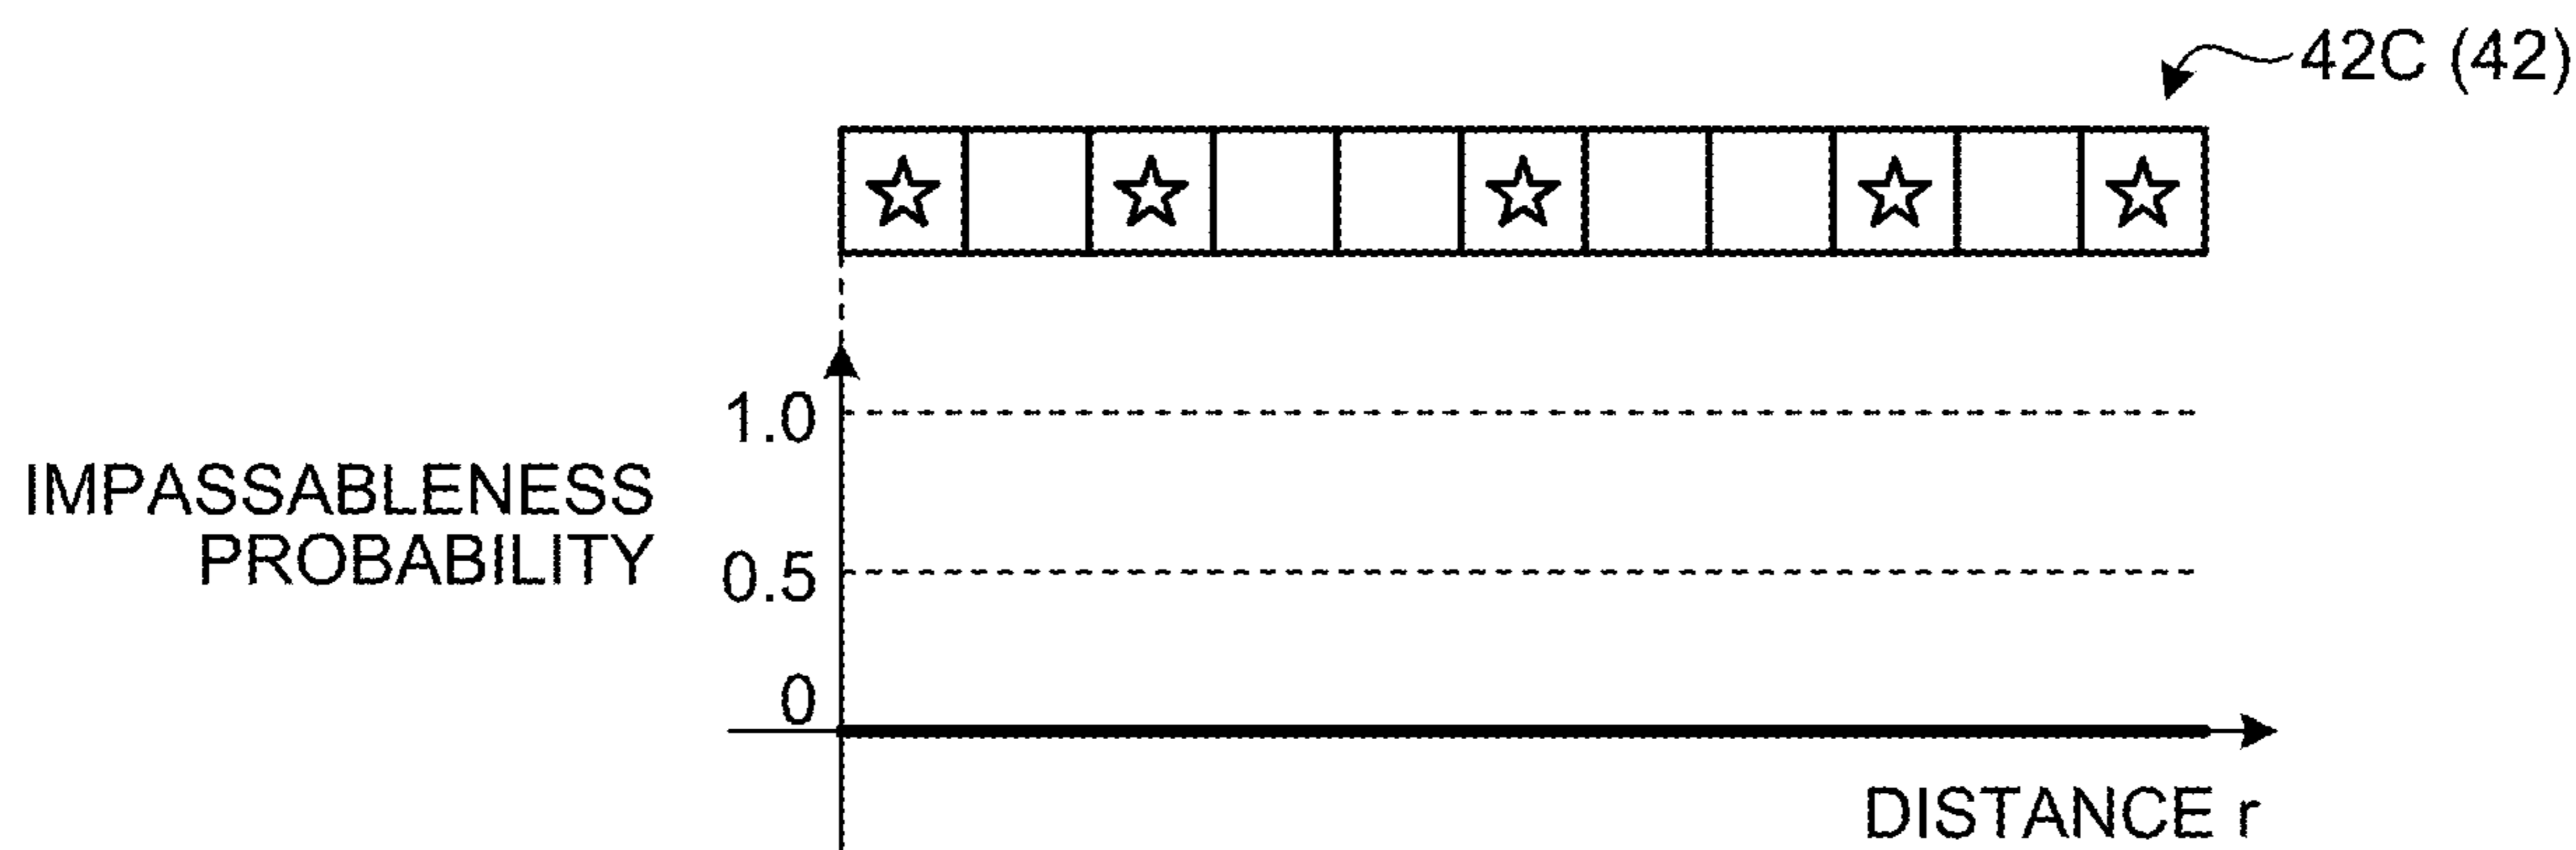 42C (42)
1.0
IMPASSABLENESS
PROBABILITY
0.5
0
DISTANCE r